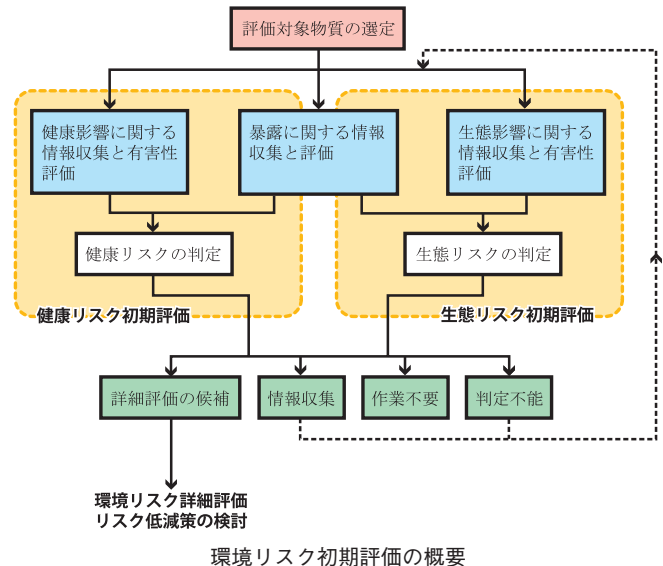 評価対象物質の選定
健康影響に関する
情報収集と有害性
評価
暴露に関する情報
収集と評価
生態影響に関する
情報収集と有害性
評価
健康リスクの判定
生態リスクの判定
健康リスク初期評価
生態リスク初期評価
詳細評価の候補
情報収集
作業不要
判定不能
環境リスク詳細評価
リスク低減策の検討
環境リスク初期評価の概要